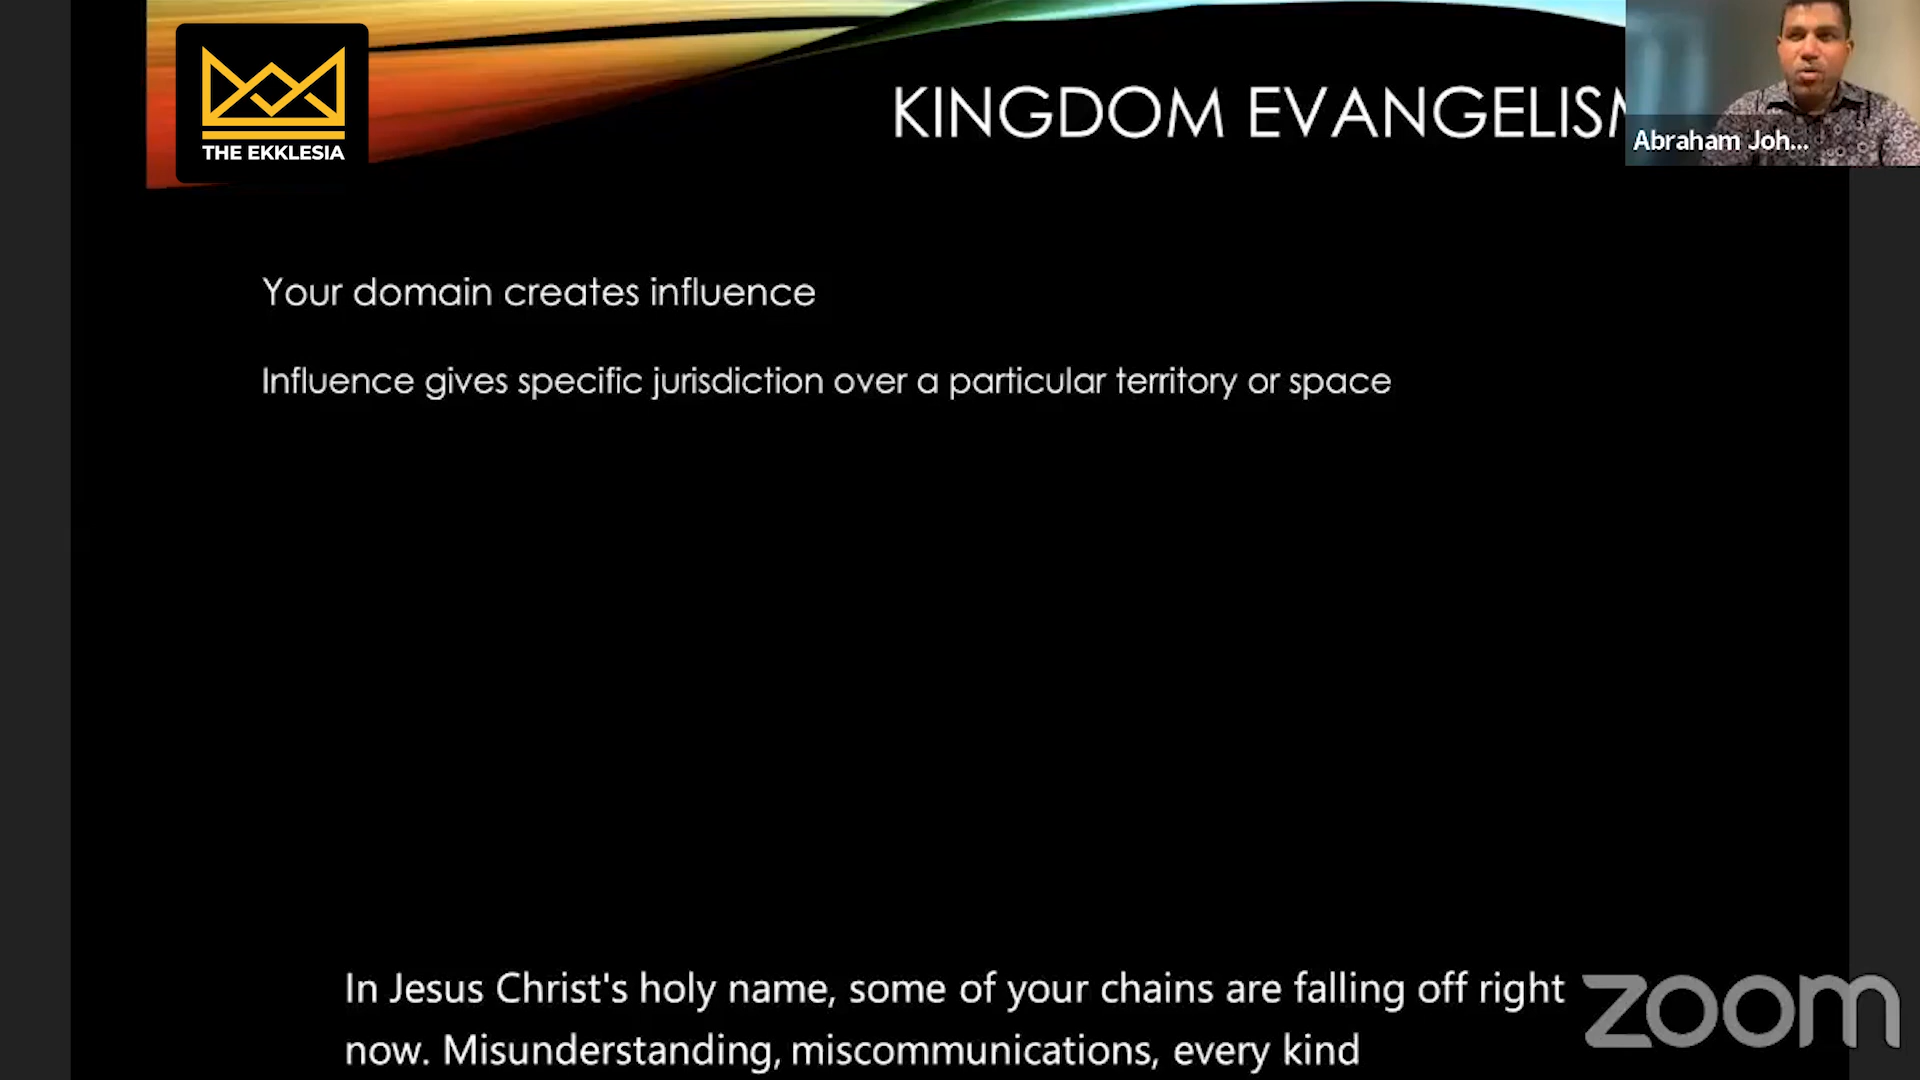 THE EKKLESIA
KINGDOM EVANGELISM
Abraham Joh...
Your domain creates influence
Influence gives specific jurisdiction over a particular territory or space
In Jesus Christ's holy name, some of your chains are falling off right
now. Misunderstanding, miscommunications, every kind
zoom